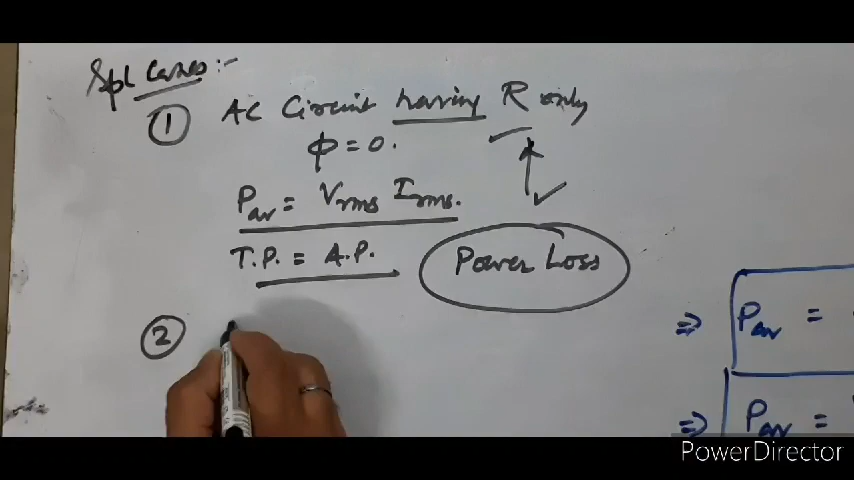 Spl Cases :-
① AC Circuit having R only
φ = 0.
Pav = Vrms Irms.
T.P. = A.P.
Power Loss
②
⇒ Pav =
⇒ Pav =
PowerDirector